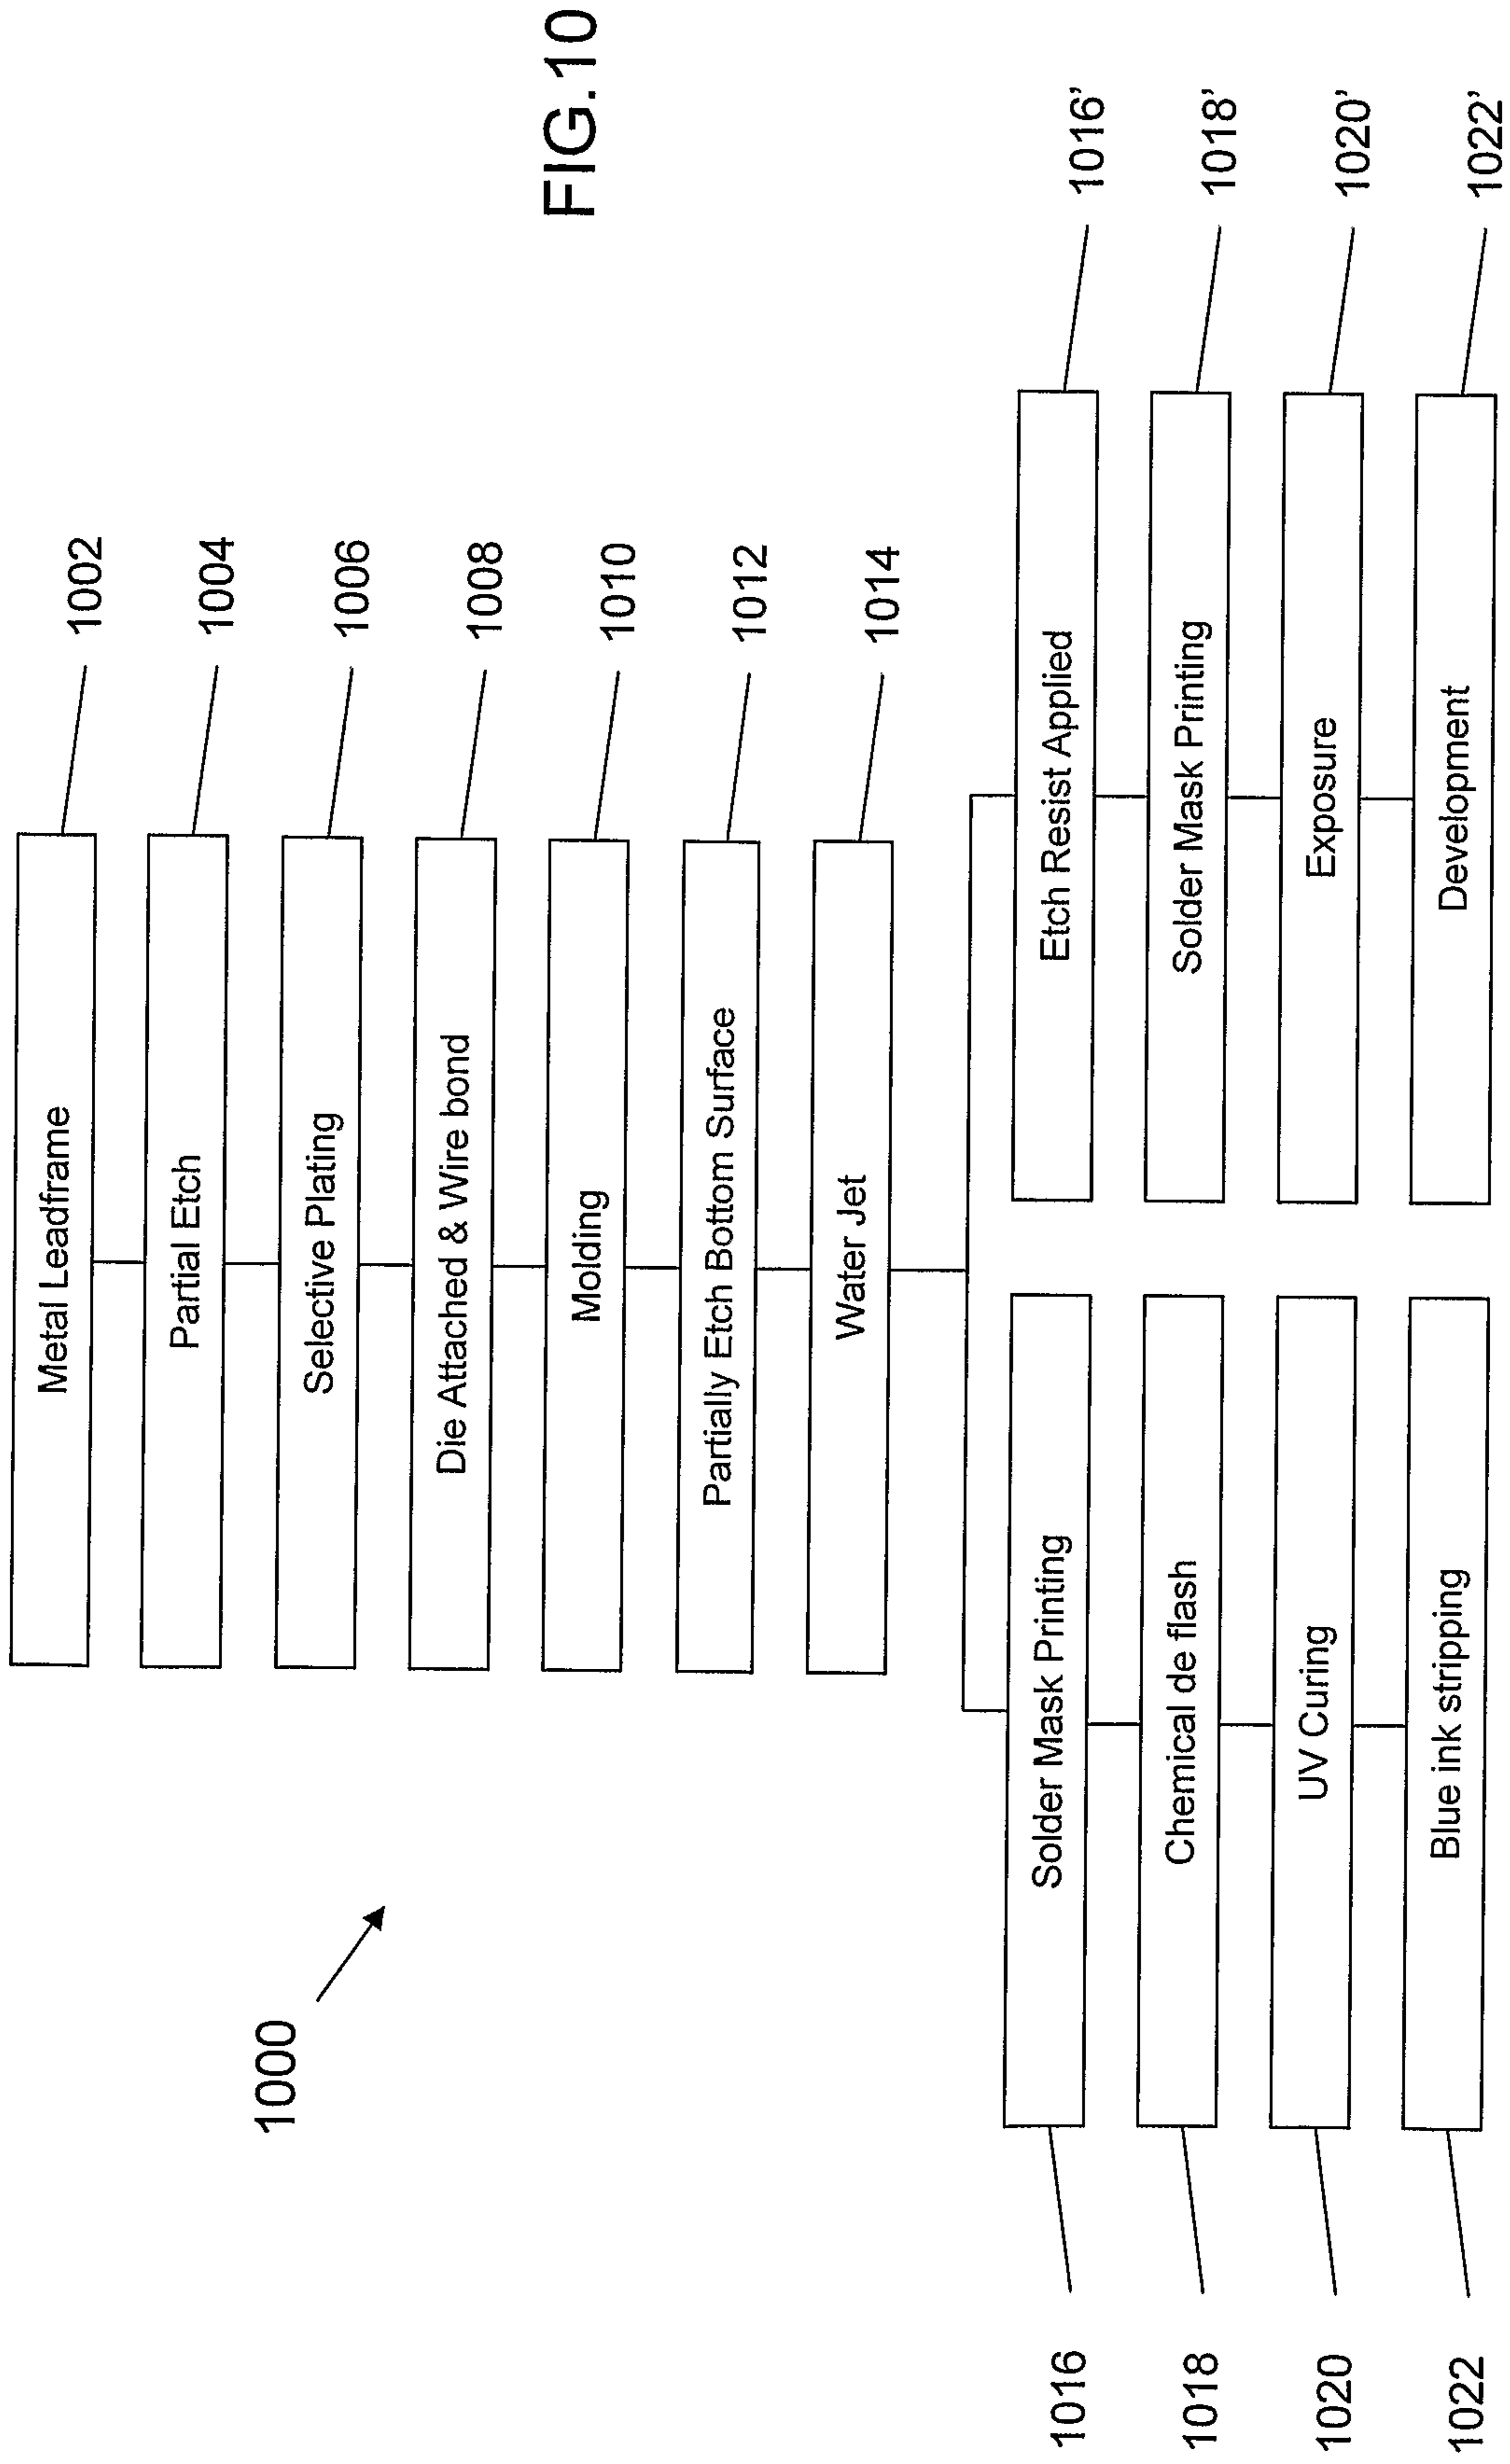 1000
Metal Leadframe
1002
Partial Etch
1004
Selective Plating
1006
Die Attached & Wire bond
1008
FIG.10
Molding
1010
Partially Etch Bottom Surface
1012
Water Jet
1014
1016
Solder Mask Printing
Etch Resist Applied
1016'
1018
Chemical de flash
Solder Mask Printing
1018'
1020
UV Curing
Exposure
1020'
1022
Blue ink stripping
Development
1022'